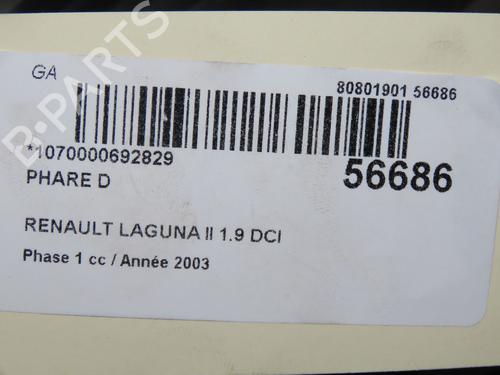 GA
80801901 56686
*1070000692829
56686
PHARE D
RENAULT LAGUNA II 1.9 DCI
Phase 1 cc / Année 2003
B-PARTS